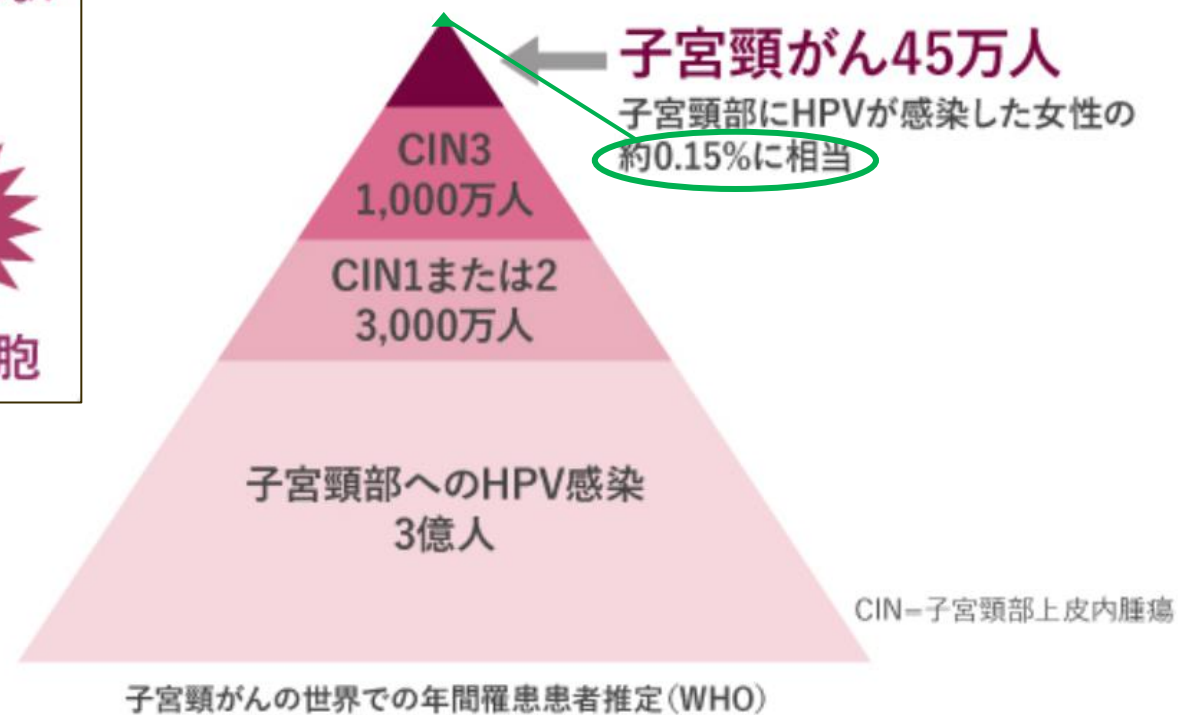 胞
子宮頸がん45万人
子宮頸部にHPVが感染した女性の
約0.15%に相当
CIN3
1,000万人
CIN1または2
3,000万人
子宮頸部へのHPV感染
3億人
CIN=子宮頸部上皮内腫瘍
子宮頸がんの世界での年間罹患患者推定(WHO)